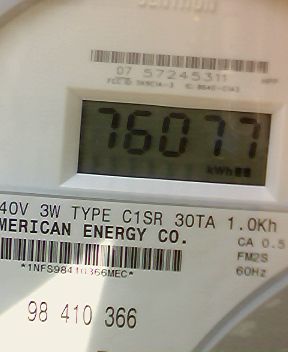 07 57245311
76077
kWh
40V 3W TYPE C1SR 30TA 1.0Kh
MERICAN ENERGY CO.
CA 0.5
FM2S
60Hz
*1NFS98410366MEC*
98 410 366